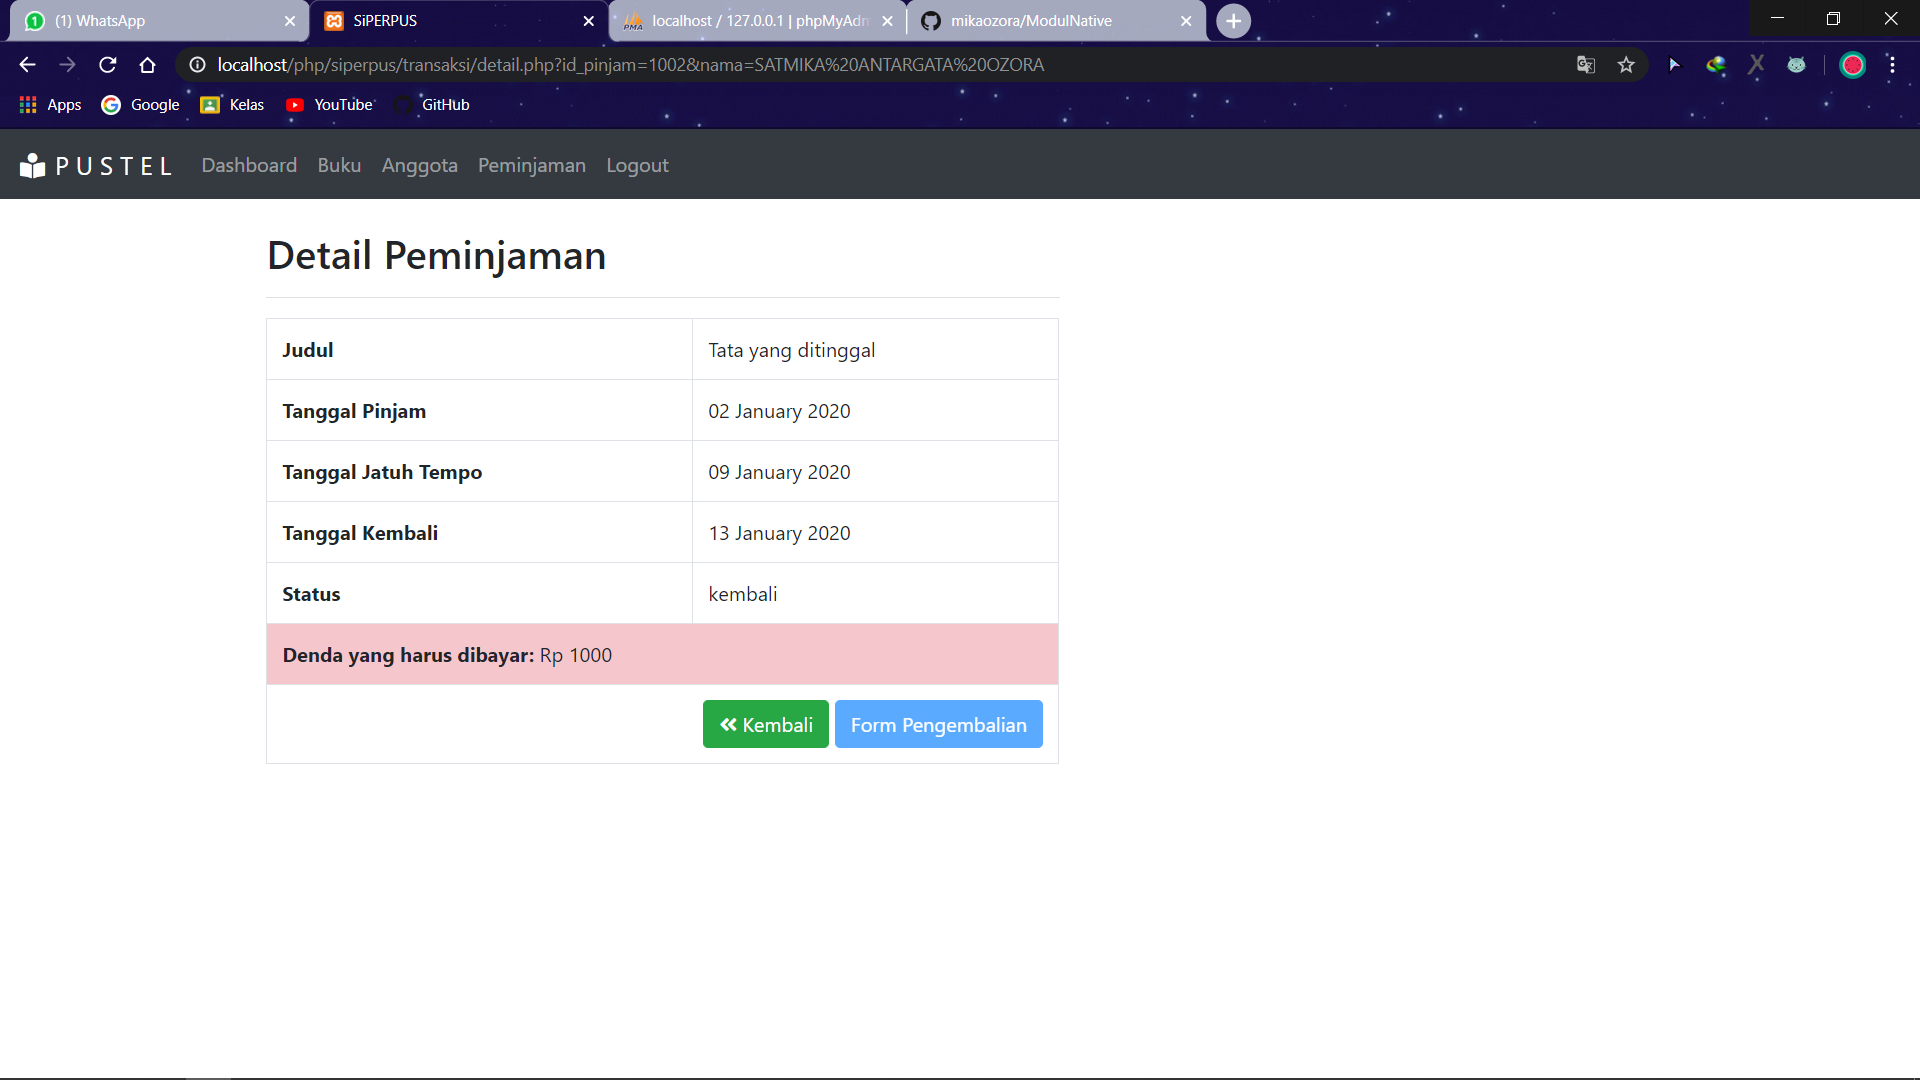 (1) WhatsApp
SiPERPUS
localhost / 127.0.0.1 | phpMyAdm
mikaozora/ModulNative
localhost/php/siperpus/transaksi/detail.php?id_pinjam=1002&nama=SATMIKA%20ANTARGATA%20OZORA
Apps
Google
Kelas
YouTube
GitHub
PUSTEL
Dashboard
Buku
Anggota
Peminjaman
Logout
Detail Peminjaman
Judul
Tata yang ditinggal
Tanggal Pinjam
02 January 2020
Tanggal Jatuh Tempo
09 January 2020
Tanggal Kembali
13 January 2020
Status
kembali
Denda yang harus dibayar: Rp 1000
Kembali
Form Pengembalian